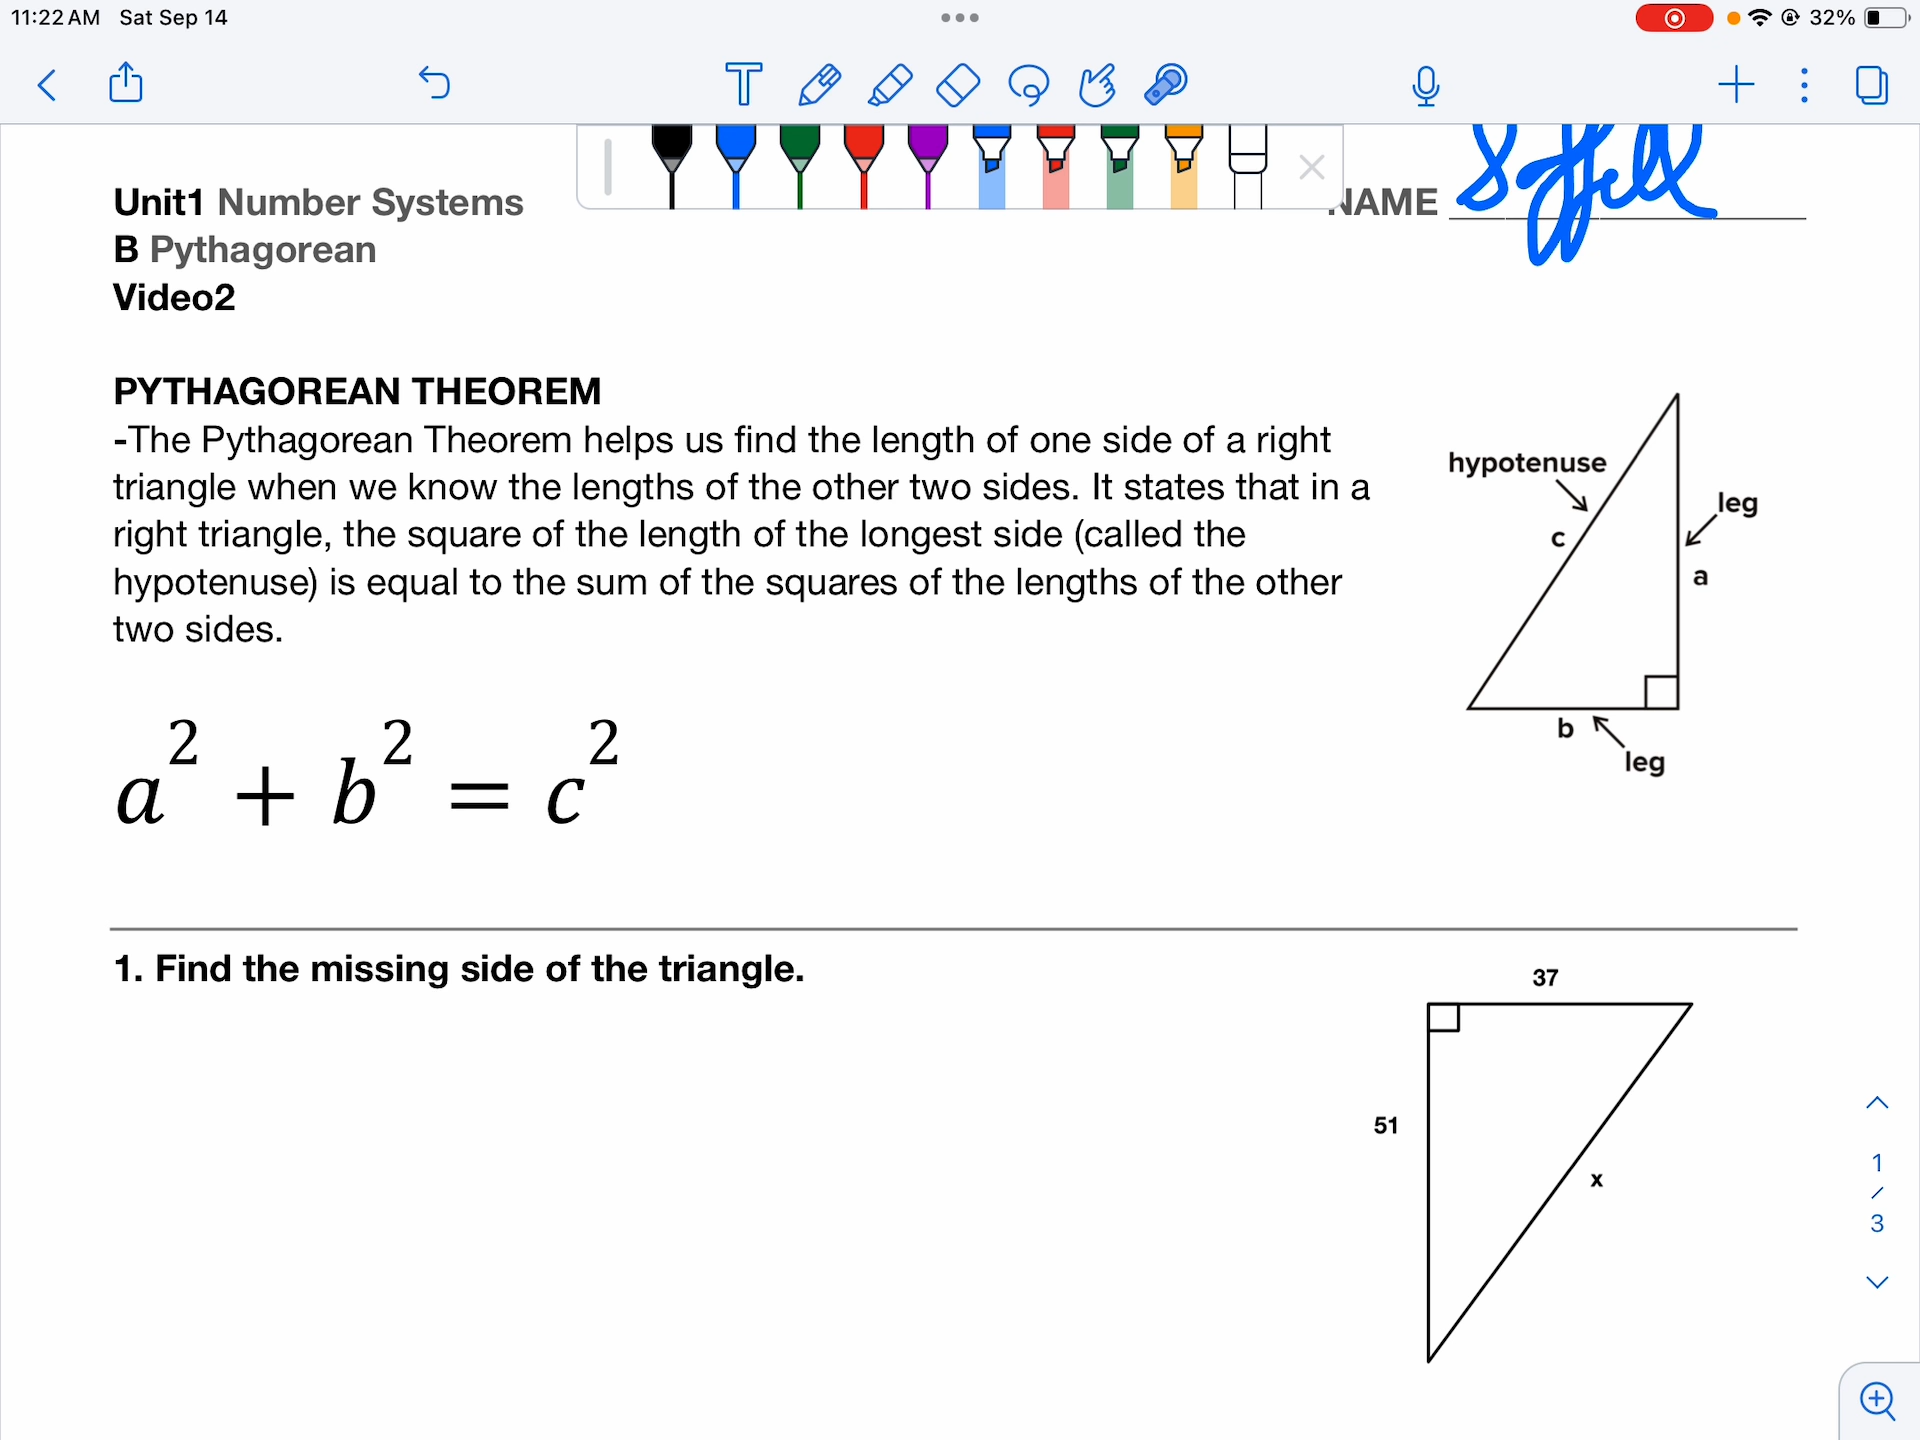 11:22 AM Sat Sep 14
32%
Unit1 Number Systems
NAME
B Pythagorean
Video2
PYTHAGOREAN THEOREM
-The Pythagorean Theorem helps us find the length of one side of a right
triangle when we know the lengths of the other two sides. It states that in a
right triangle, the square of the length of the longest side (called the
hypotenuse) is equal to the sum of the squares of the lengths of the other
two sides.
hypotenuse
leg
c
a
b
leg
a² + b² = c²
1. Find the missing side of the triangle.
37
51
x
1
/
3